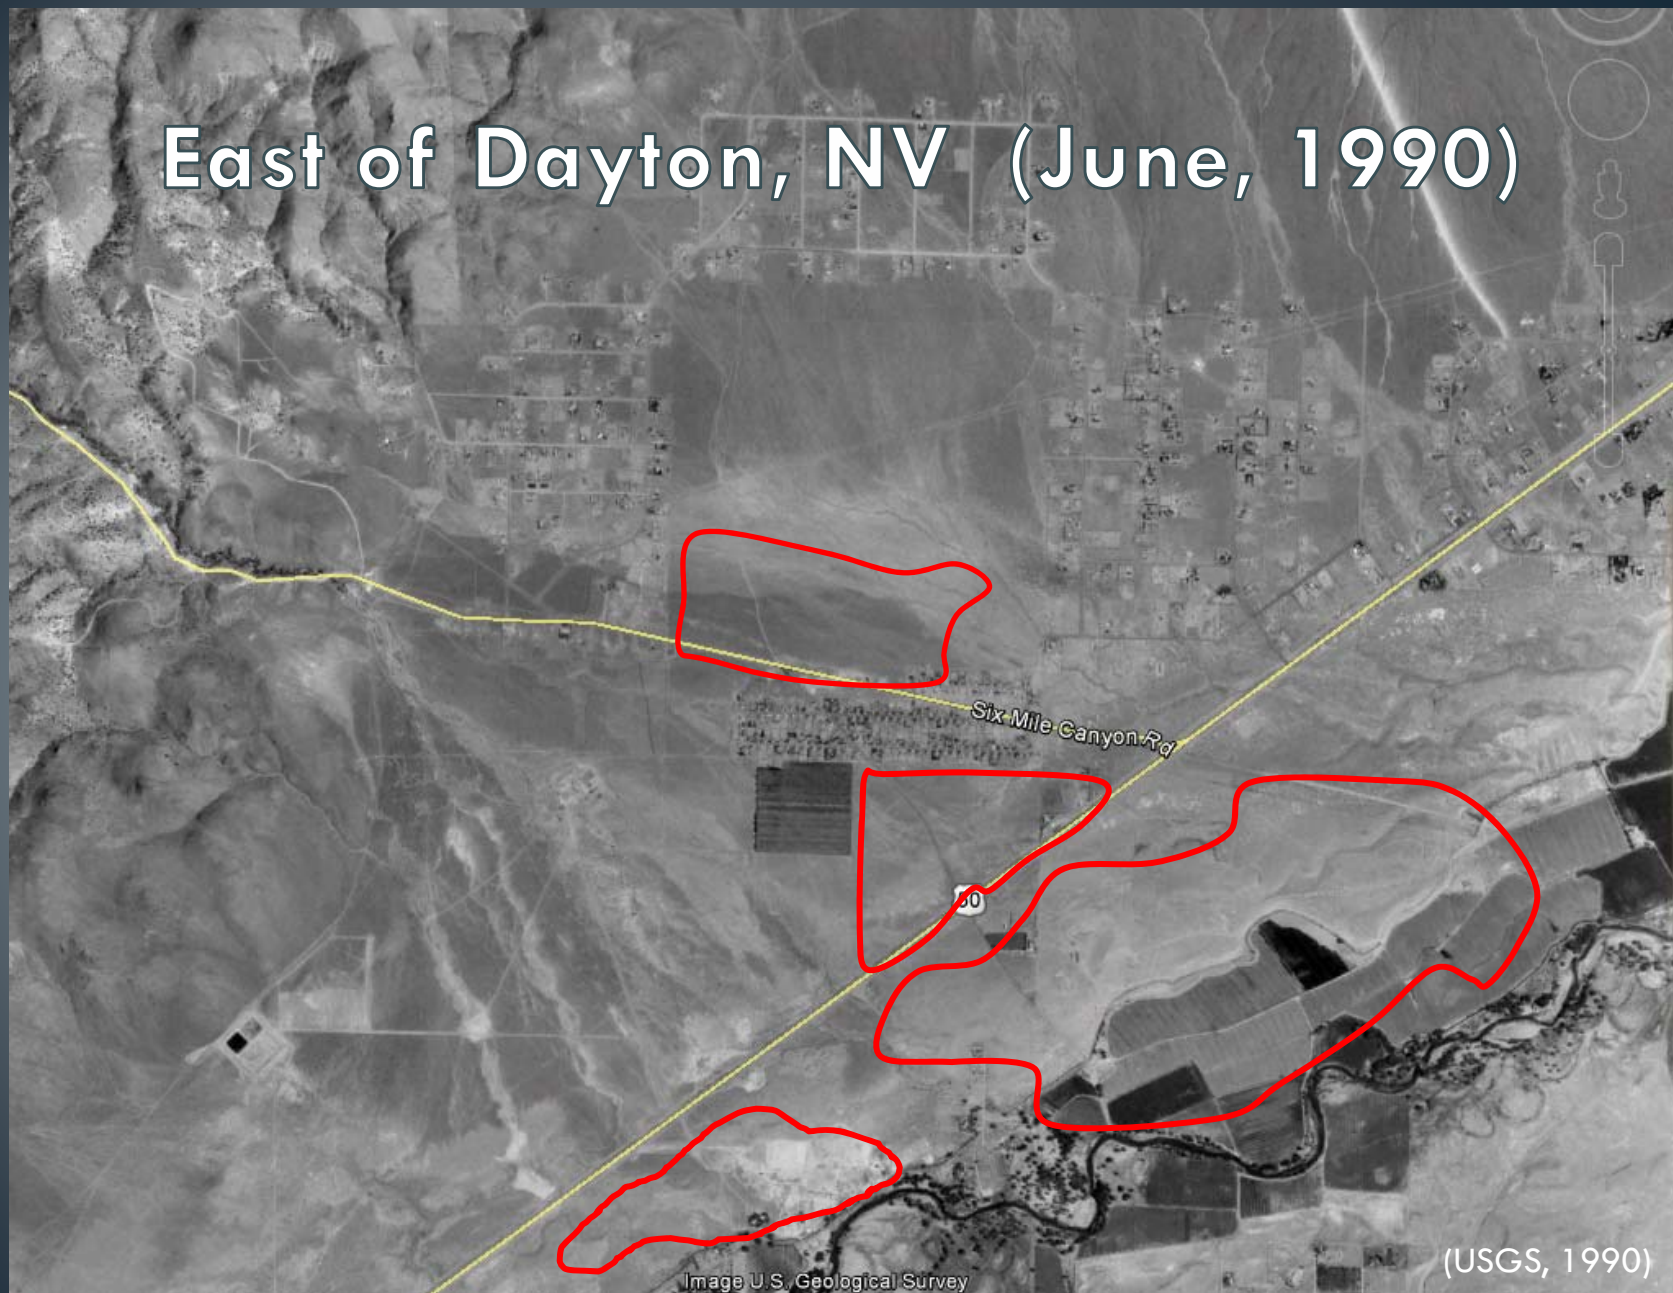 East of Dayton, NV (June, 1990)
Six Mile Canyon Rd
50
(USGS, 1990)
Image U.S. Geological Survey